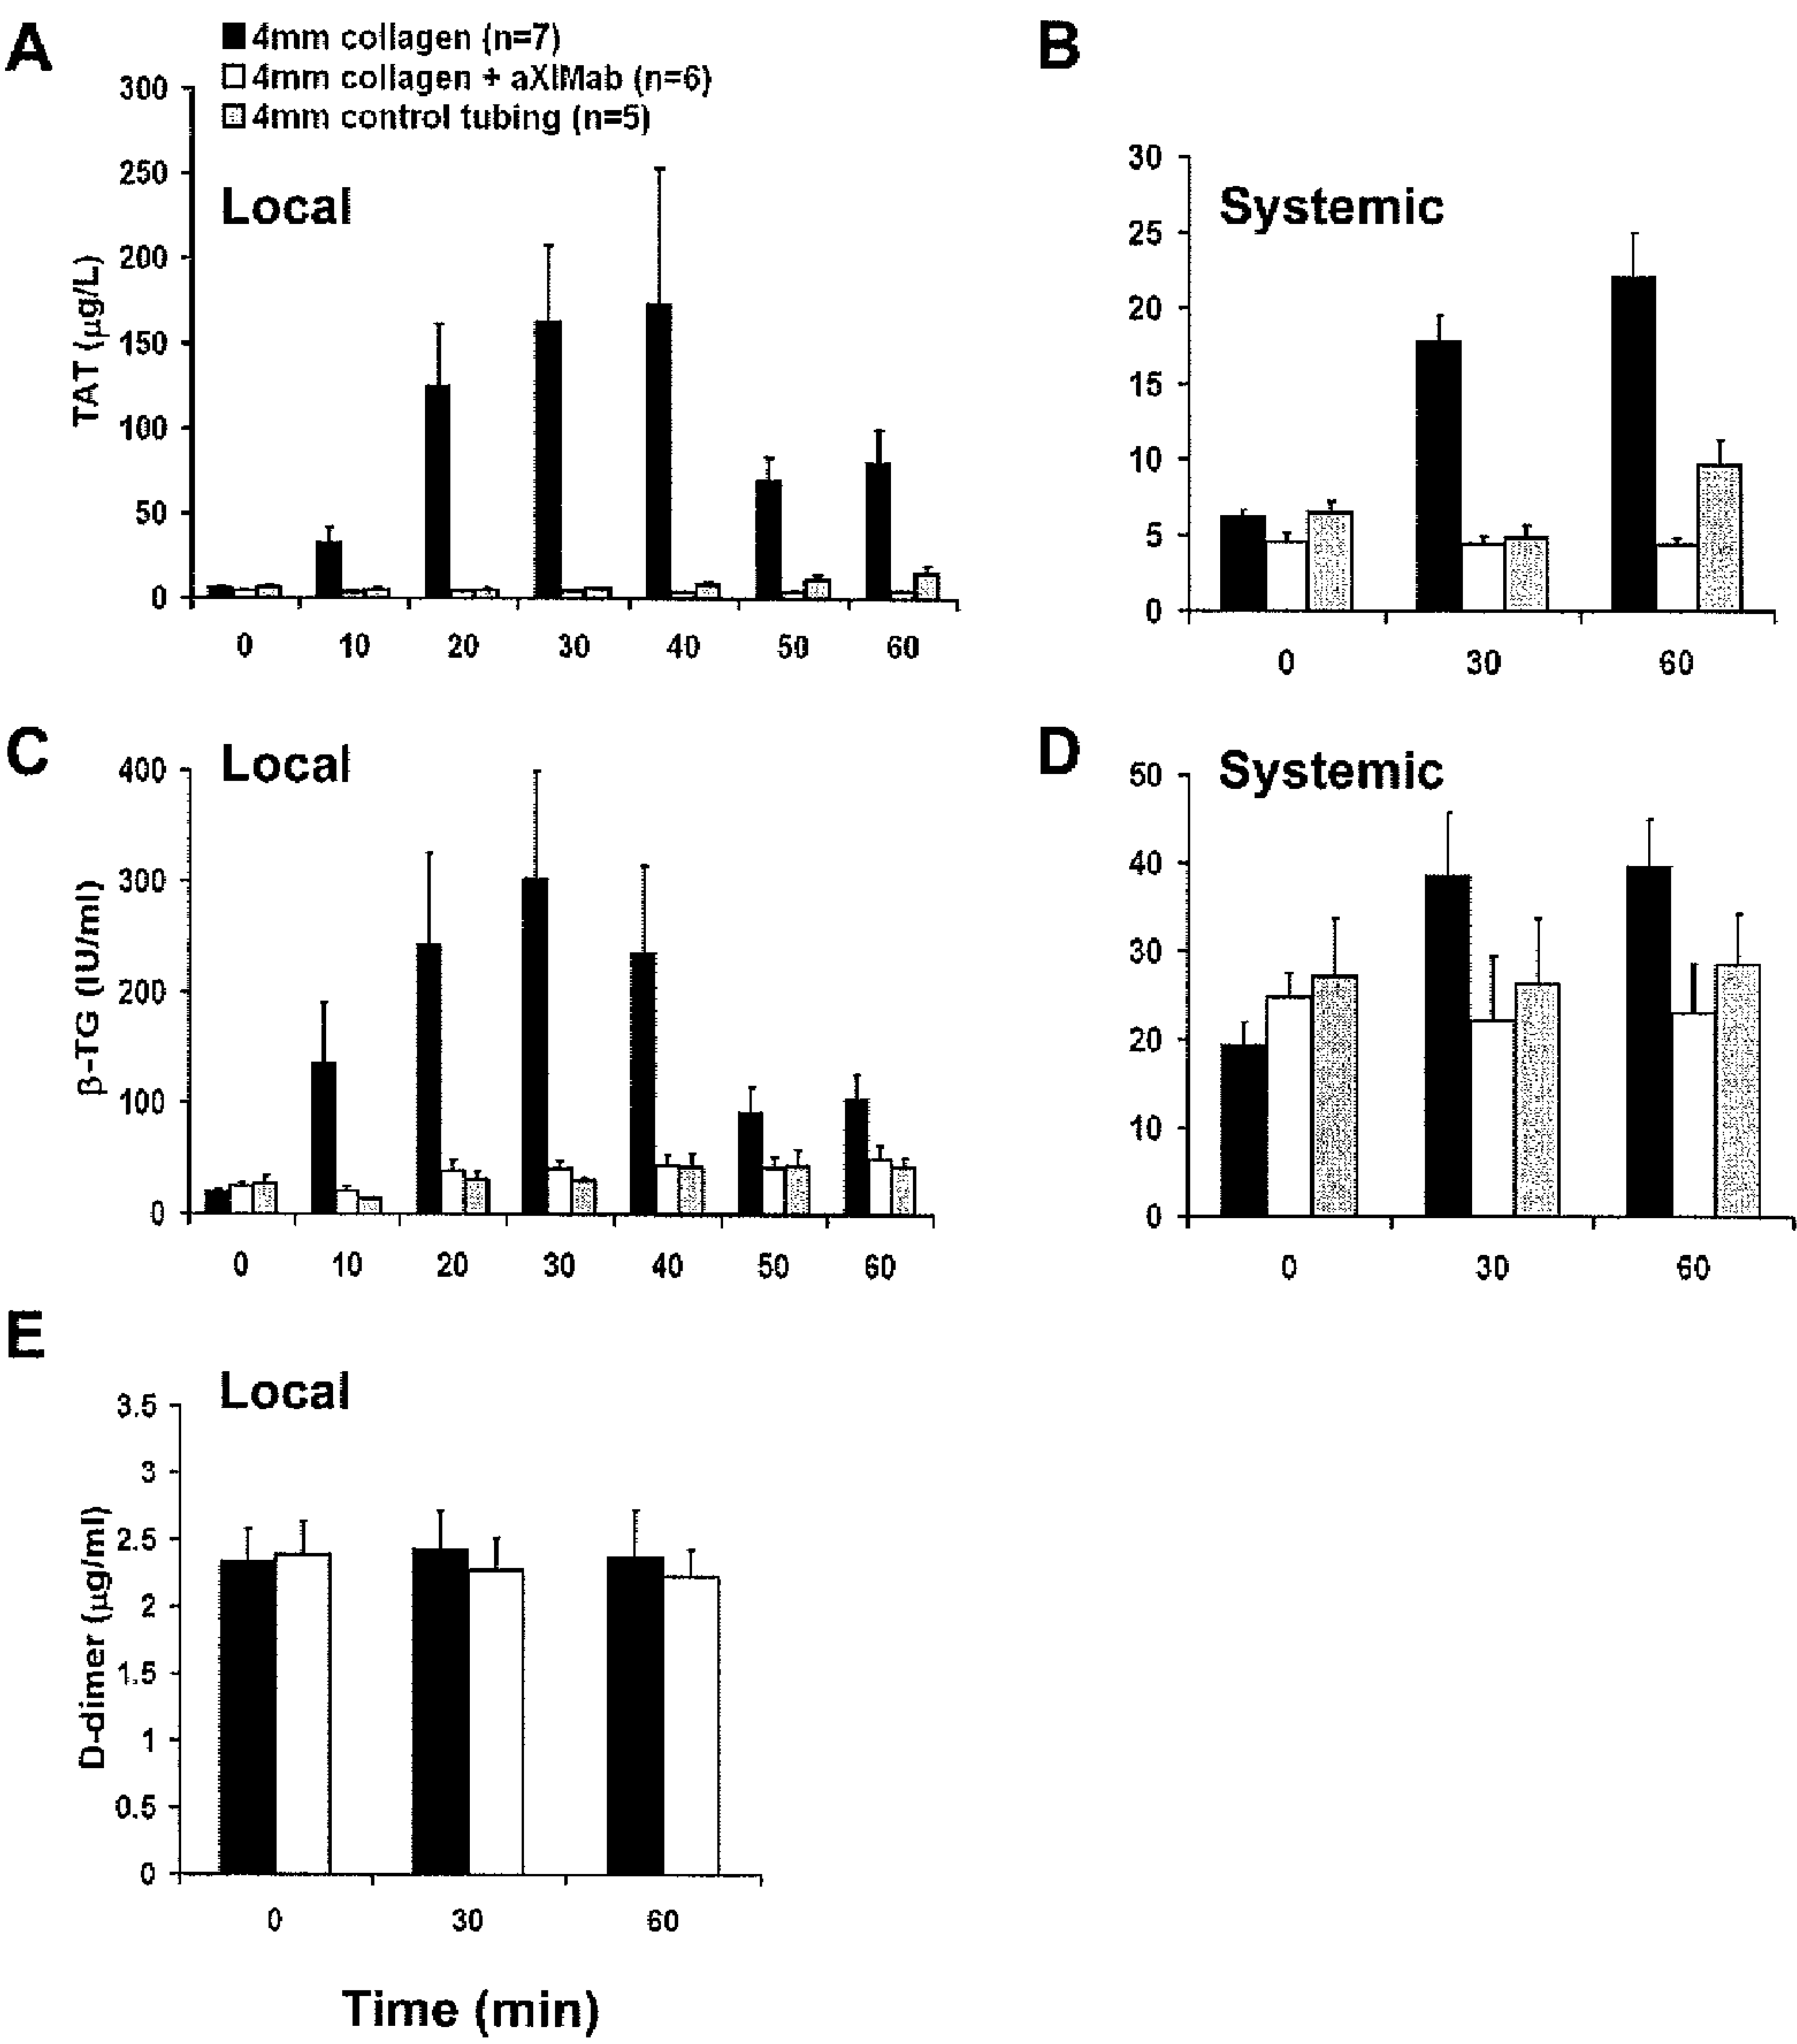 A
4mm collagen (n=7)
4mm collagen + aXIMab (n=6)
4mm control tubing (n=5)
Local
TAT (µg/L)
300
250
200
150
100
50
0
0 10 20 30 40 50 60
B
Systemic
30
25
20
15
10
5
0
0 30 60
C
Local
β-TG (IU/ml)
400
300
200
100
0
0 10 20 30 40 50 60
D
Systemic
50
40
30
20
10
0
0 30 60
E
Local
D-dimer (µg/ml)
3.5
3
2.5
2
1.5
1
0.5
0
0 30 60
Time (min)